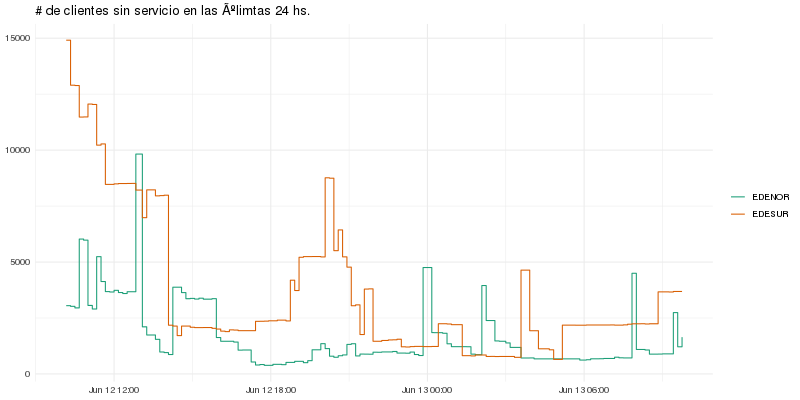 # de clientes sin servicio en las Ãºlimtas 24 hs.
15000
10000
5000
0
Jun 12 12:00
Jun 12 18:00
Jun 13 00:00
Jun 13 06:00
EDENOR
EDESUR